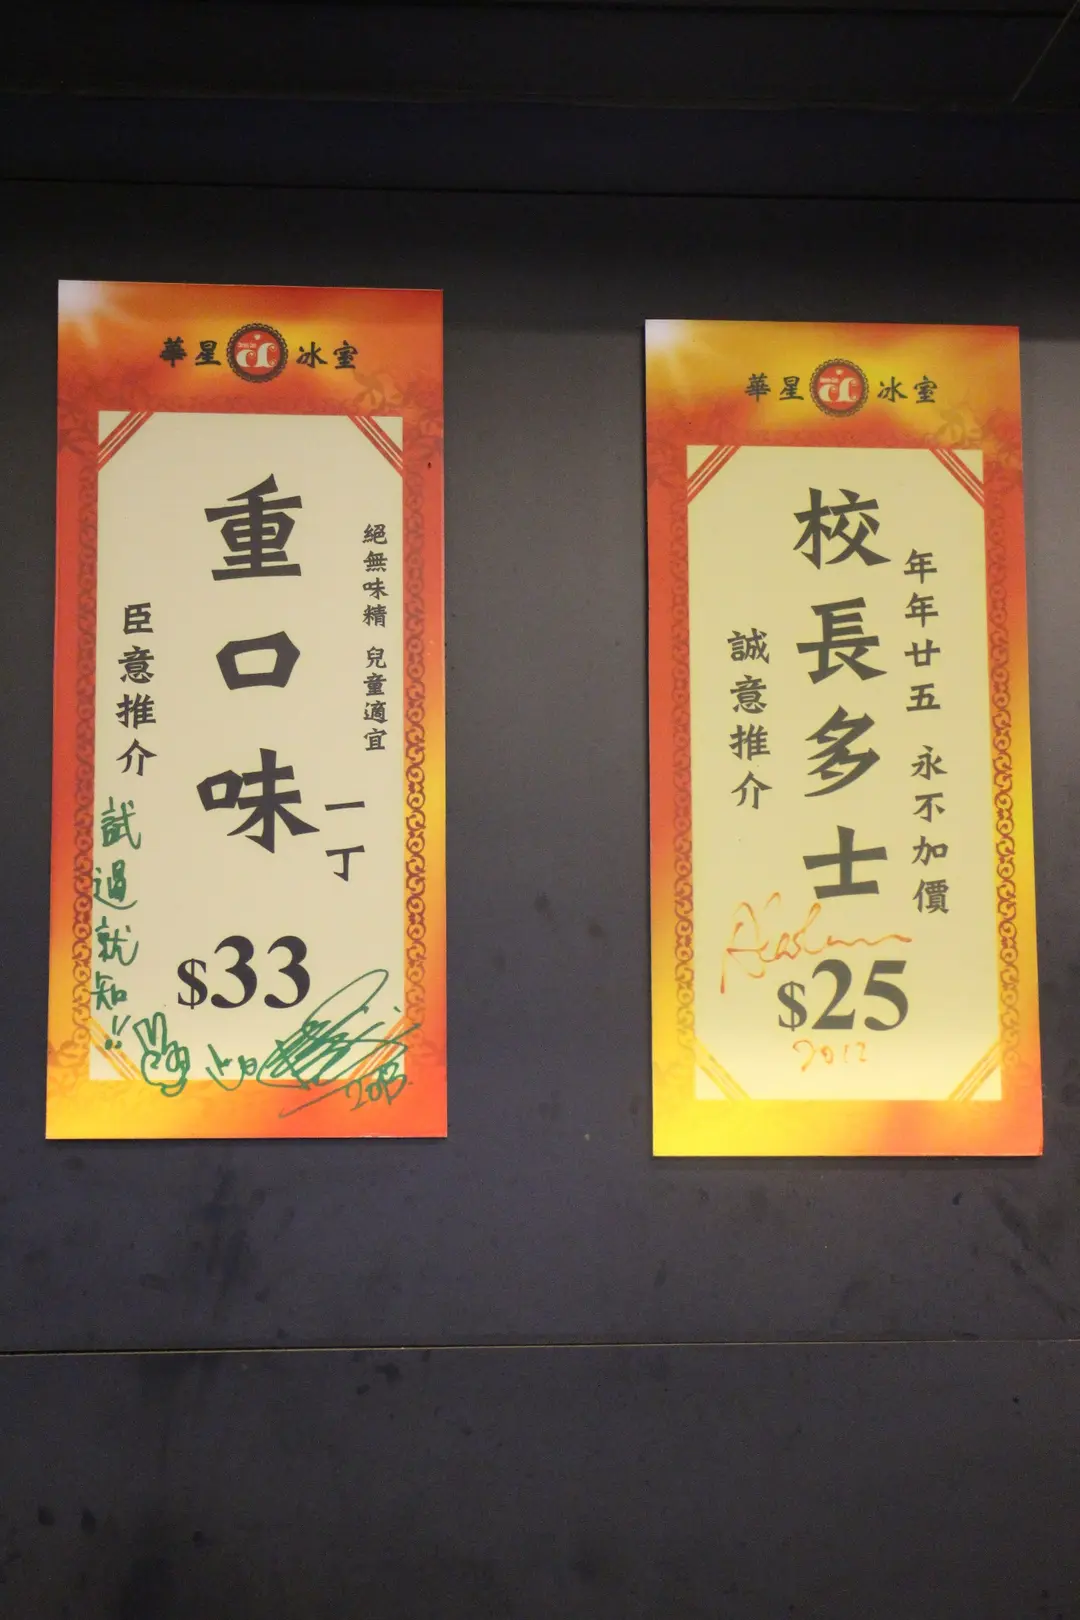 華星冰室
絕無味精 兒童適宜
重口味
一丁
臣意推介
$33
試過就知!!
2013
華星冰室
年年廿五 永不加價
校長多士
誠意推介
$25
2012